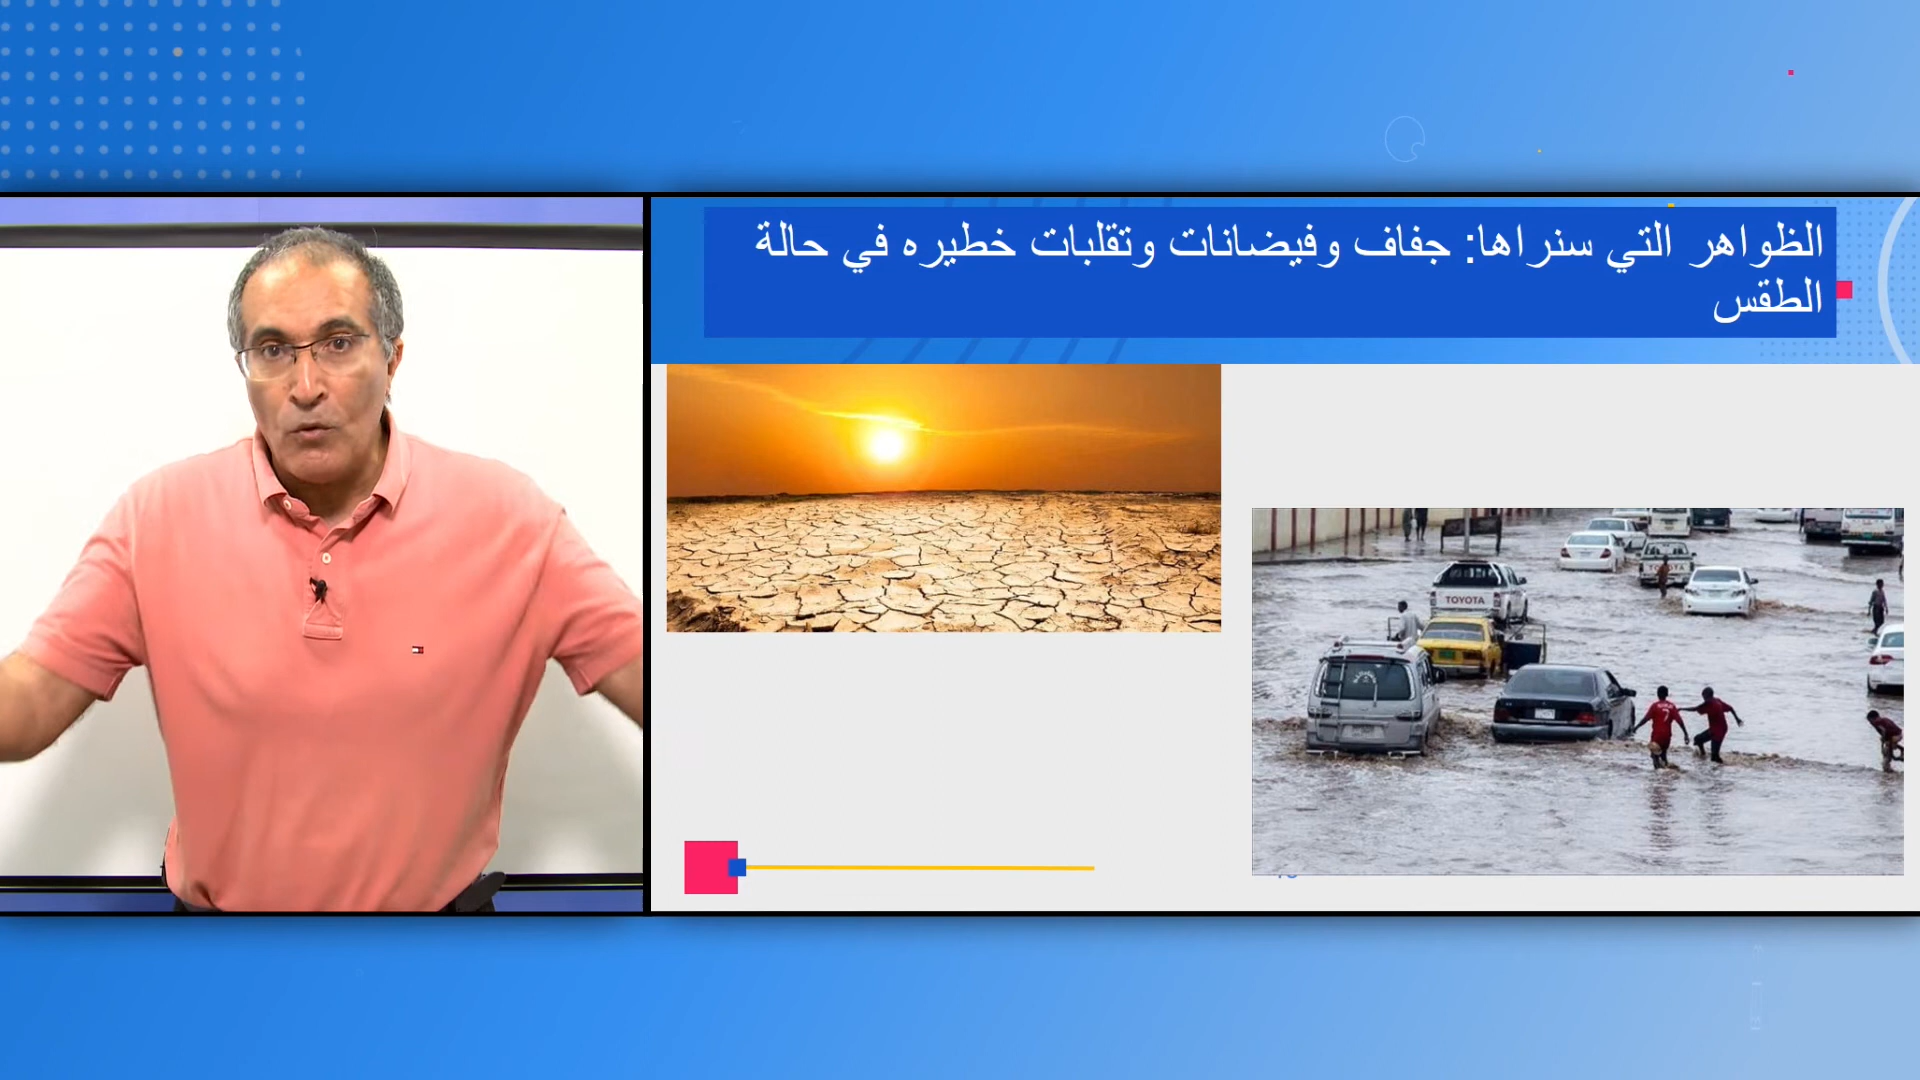 الظواهر التي سنراها: جفاف وفيضانات وتقلبات خطيره في حالة
الطقس
TOYOTA